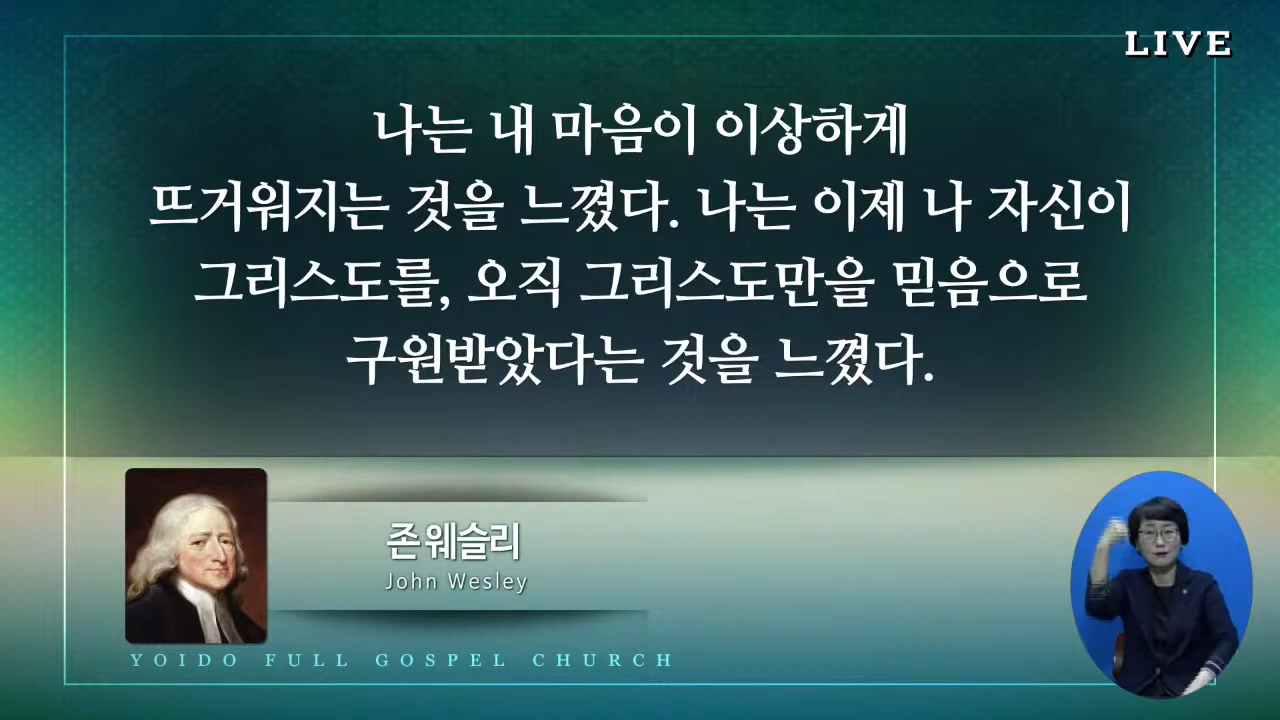 LIVE
나는 내 마음이 이상하게
뜨거워지는 것을 느꼈다. 나는 이제 나 자신이
그리스도를, 오직 그리스도만을 믿음으로
구원받았다는 것을 느꼈다.
존 웨슬리
John Wesley
YOIDO FULL GOSPEL CHURCH